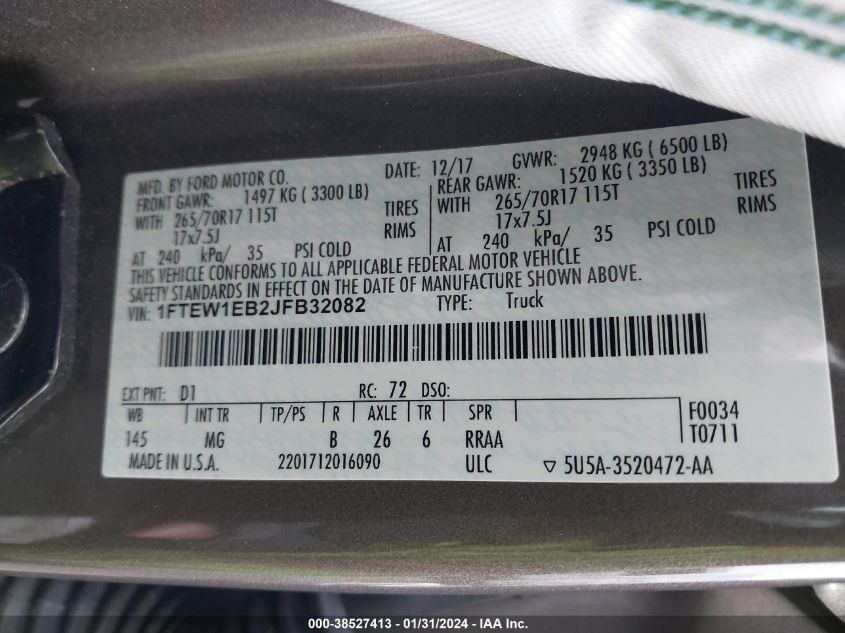 MFD. BY FORD MOTOR CO. DATE: 12/17 GVWR: 2948 KG ( 6500 LB)
FRONT GAWR: 1497 KG ( 3300 LB) REAR GAWR: 1520 KG ( 3350 LB)
WITH 265/70R17 115T TIRES WITH 265/70R17 115T TIRES
17x7.5J RIMS 17x7.5J RIMS
AT 240 kPa/ 35 PSI COLD AT 240 kPa/ 35 PSI COLD
THIS VEHICLE CONFORMS TO ALL APPLICABLE FEDERAL MOTOR VEHICLE
SAFETY STANDARDS IN EFFECT ON THE DATE OF MANUFACTURE SHOWN ABOVE.
VIN: 1FTEW1EB2JFB32082 TYPE: Truck
EXT PNT: D1 RC: 72 DSO:
WB INT TR TP/PS R AXLE TR SPR F0034
145 MG B 26 6 RRAA T0711
MADE IN U.S.A. 2201712016090 ULC ▽ 5U5A-3520472-AA
000-38527413 - 01/31/2024 - IAA Inc.